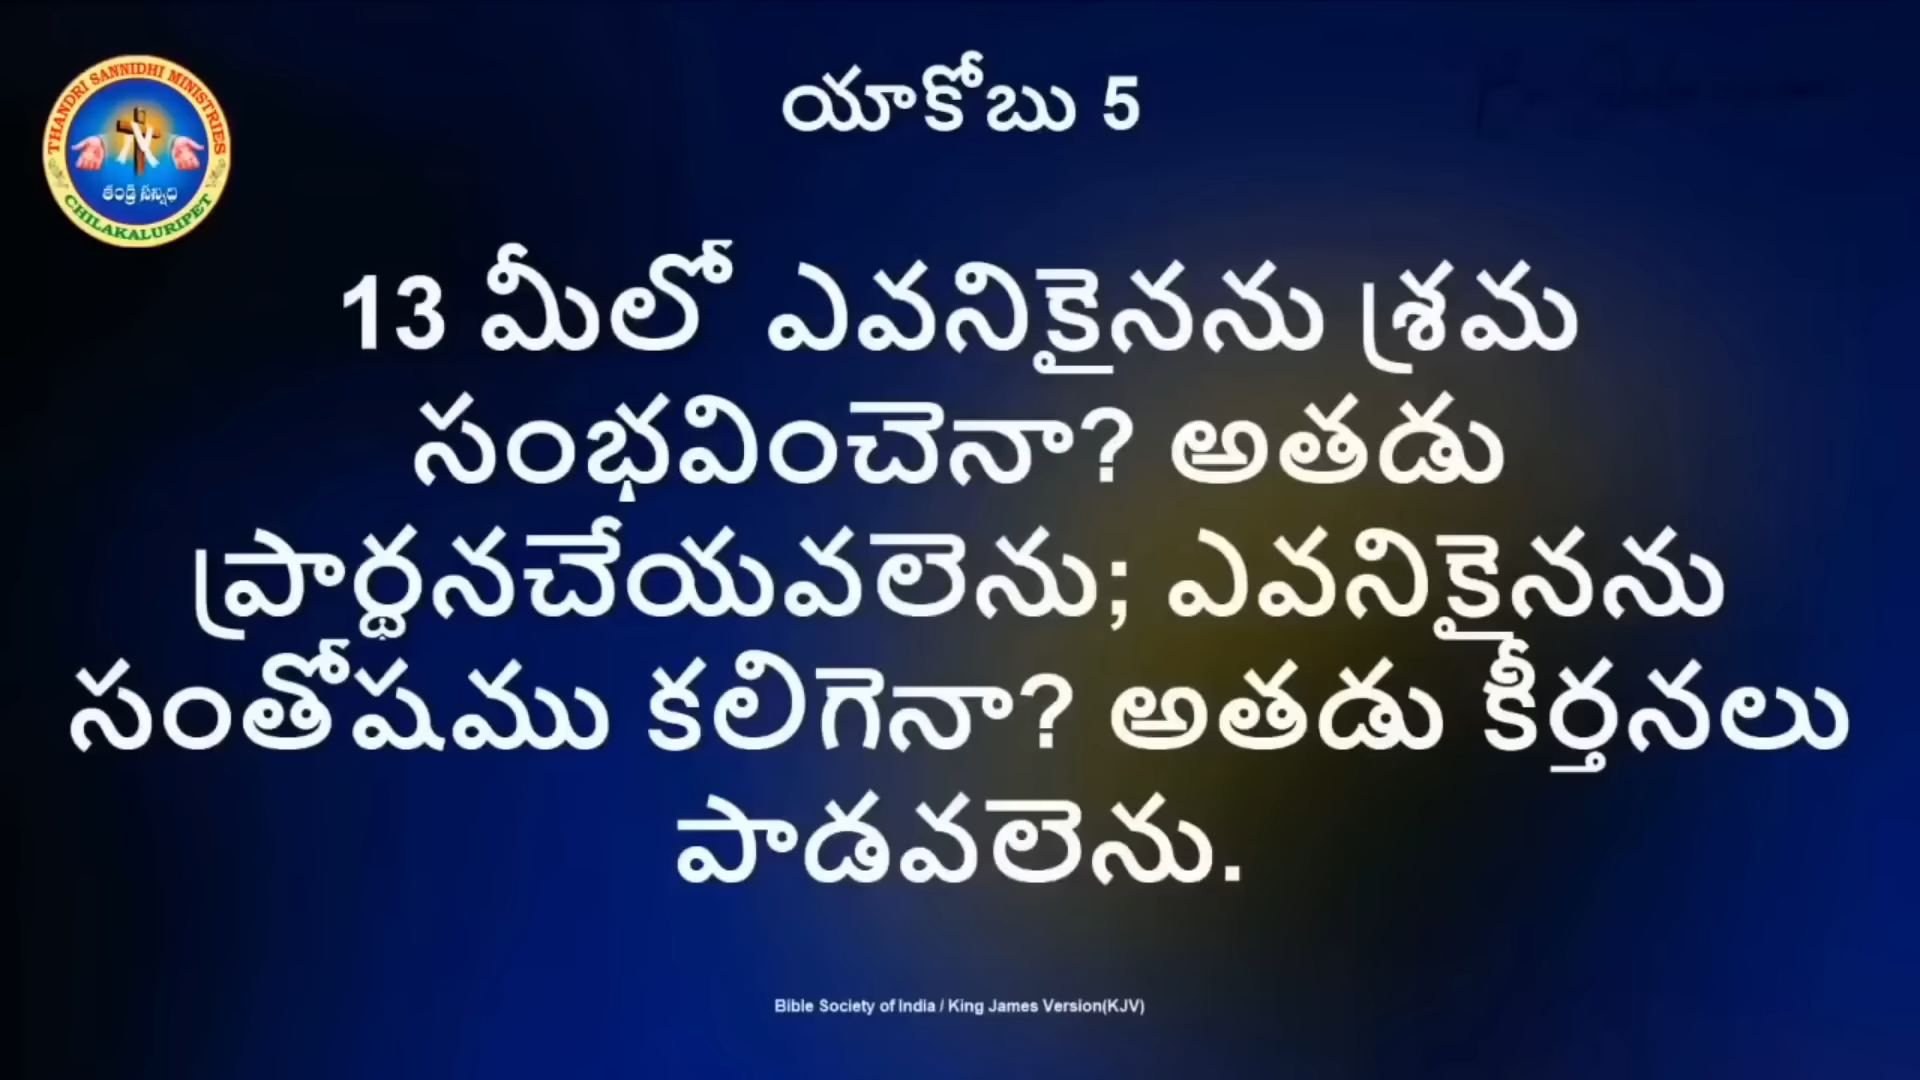 THANDRI SANNIDHI MINISTRIES
తండ్రి సన్నిధి
CHILAKALURIPET
యాకోబు 5
13 మీలో ఎవనికైనను శ్రమ
సంభవించెనా? అతడు
ప్రార్థనచేయవలెను; ఎవనికైనను
సంతోషము కలిగెనా? అతడు కీర్తనలు
పాడవలెను.
Bible Society of India / King James Version(KJV)